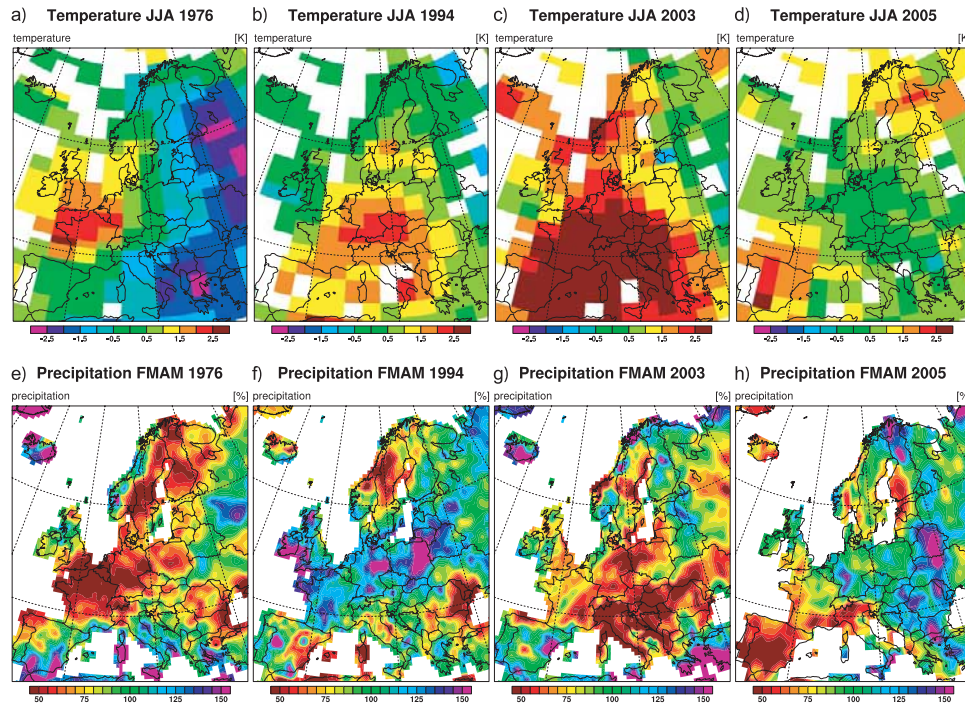 a) Temperature JJA 1976
temperature [K]
-2.5 -1.5 -0.5 0.5 1.5 2.5
b) Temperature JJA 1994
temperature [K]
-2.5 -1.5 -0.5 0.5 1.5 2.5
c) Temperature JJA 2003
temperature [K]
-2.5 -1.5 -0.5 0.5 1.5 2.5
d) Temperature JJA 2005
temperature [K]
-2.5 -1.5 -0.5 0.5 1.5 2.5
e) Precipitation FMAM 1976
precipitation [%]
50 75 100 125 150
f) Precipitation FMAM 1994
precipitation [%]
50 75 100 125 150
g) Precipitation FMAM 2003
precipitation [%]
50 75 100 125 150
h) Precipitation FMAM 2005
precipitation [%
50 75 100 125 150